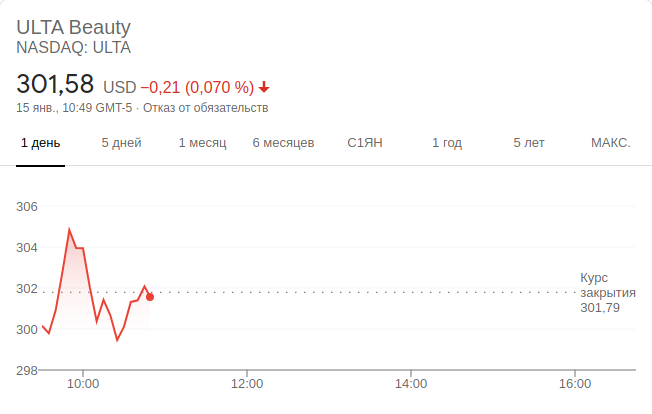 ULTA Beauty
NASDAQ: ULTA
301,58 USD −0,21 (0,070 %)
15 янв., 10:49 GMT-5 · Отказ от обязательств
1 день 5 дней 1 месяц 6 месяцев С1ЯН 1 год 5 лет МАКС.
306
304
302
300
298
Курс
закрытия
301,79
10:00 12:00 14:00 16:00